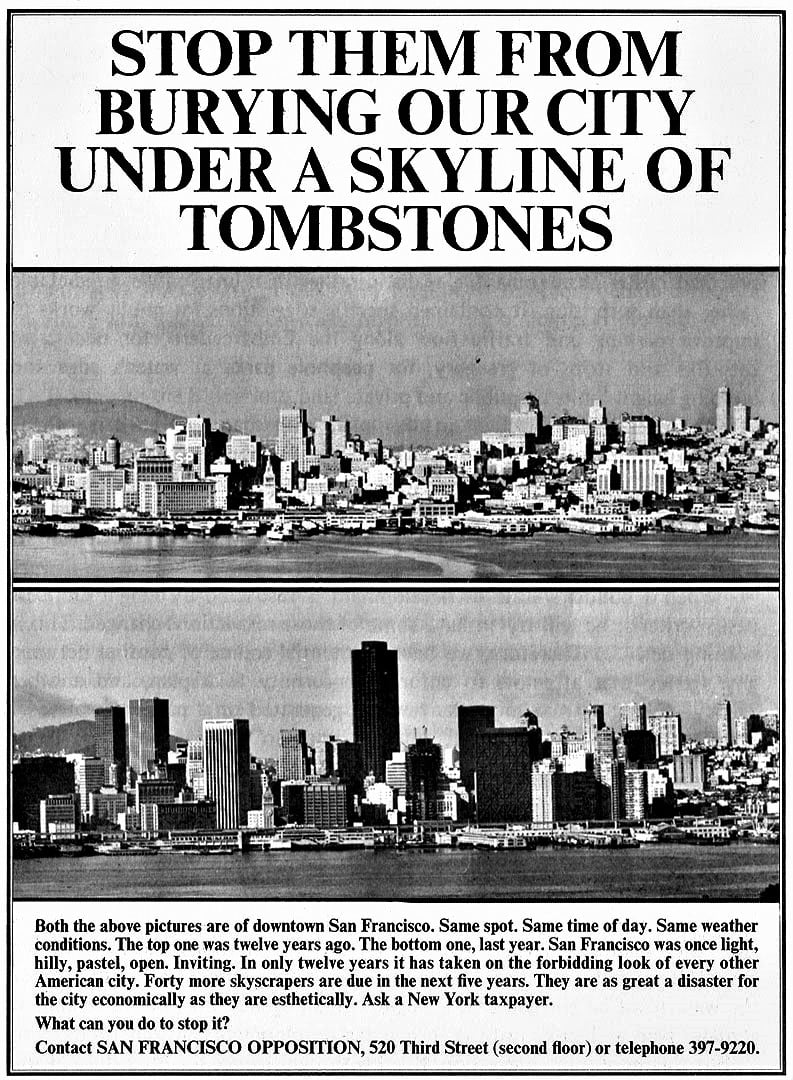 STOP THEM FROM
BURYING OUR CITY
UNDER A SKYLINE OF
TOMBSTONES
Both the above pictures are of downtown San Francisco. Same spot. Same time of day. Same weather
conditions. The top one was twelve years ago. The bottom one, last year. San Francisco was once light,
hilly, pastel, open. Inviting. In only twelve years it has taken on the forbidding look of every other
American city. Forty more skyscrapers are due in the next five years. They are as great a disaster for
the city economically as they are esthetically. Ask a New York taxpayer.
What can you do to stop it?
Contact SAN FRANCISCO OPPOSITION, 520 Third Street (second floor) or telephone 397-9220.